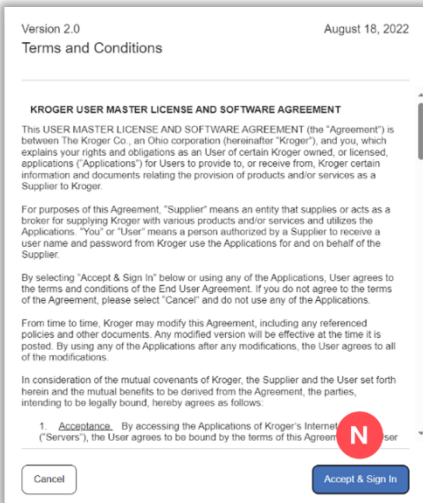 Version 2.0
August 18, 2022
Terms and Conditions
KROGER USER MASTER LICENSE AND SOFTWARE AGREEMENT
This USER MASTER LICENSE AND SOFTWARE AGREEMENT (the "Agreement") is
between The Kroger Co., an Ohio corporation (hereinafter "Kroger"), and you, which
explains your rights and obligations as an User of certain Kroger owned, or licensed,
applications ("Applications") for Users to provide to, or receive from, Kroger certain
information and documents relating the provision of products and/or services as a
Supplier to Kroger.
For purposes of this Agreement, "Supplier" means an entity that supplies or acts as a
broker for supplying Kroger with various products and/or services and utilizes the
Applications. "You" or "User" means a person authorized by a Supplier to receive a
user name and password from Kroger use the Applications for and on behalf of the
Supplier.
By selecting "Accept & Sign In" below or using any of the Applications, User agrees to
the terms and conditions of the End User Agreement. If you do not agree to the terms
of the Agreement, please select "Cancel" and do not use any of the Applications.
From time to time, Kroger may modify this Agreement, including any referenced
policies and other documents. Any modified version will be effective at the time it is
posted. By using any of the Applications after any modifications, the User agrees to all
of the modifications.
In consideration of the mutual covenants of Kroger, the Supplier and the User set forth
herein and the mutual benefits to be derived from the Agreement, the parties,
intending to be legally bound, hereby agrees as follows:
1. Acceptance. By accessing the Applications of Kroger's Internet
("Servers"), the User agrees to be bound by the terms of this
N
Cancel
Accept & Sign In